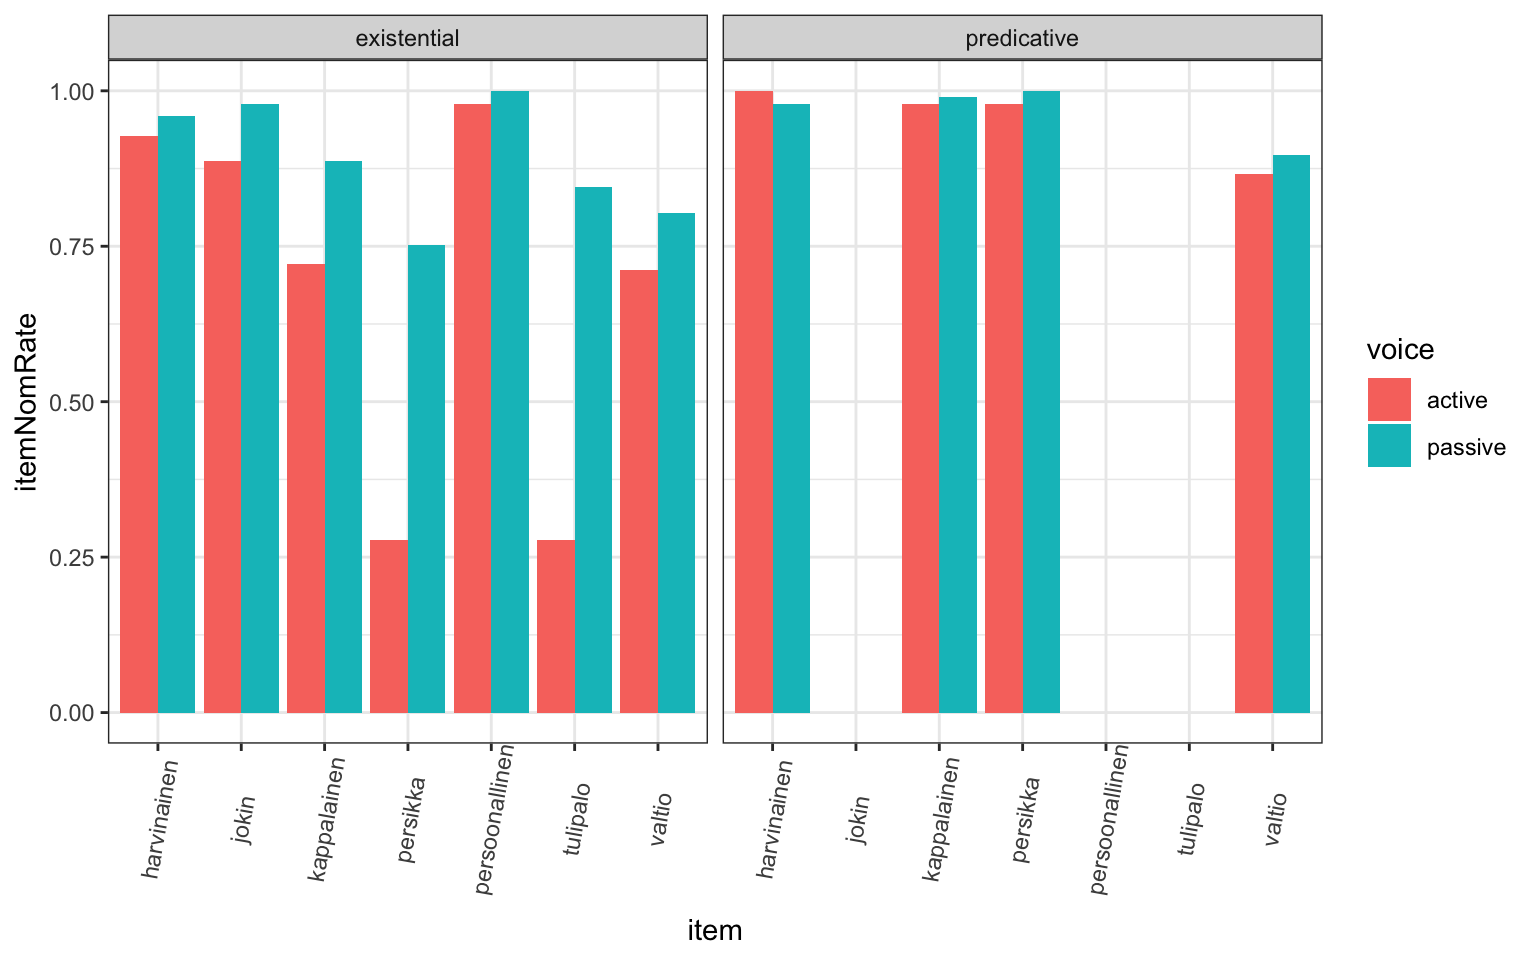 existential
predicative
1.00
0.75
0.50
0.25
0.00
itemNomRate
harvinainen
jokin
kappalainen
persikka
persoonallinen
tulipalo
valtio
harvinainen
jokin
kappalainen
persikka
persoonallinen
tulipalo
valtio
item
voice
active
passive